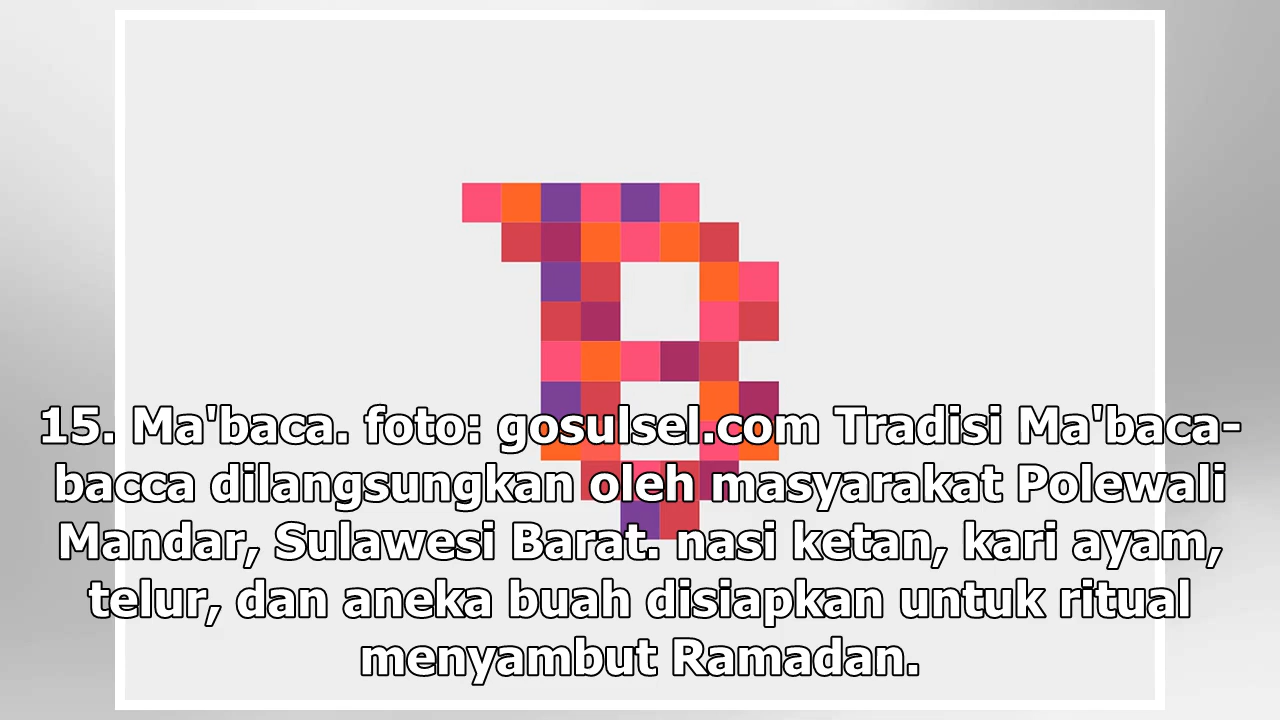 15. Ma'baca. foto: gosulsel.com Tradisi Ma'baca-
bacca dilangsungkan oleh masyarakat Polewali
Mandar, Sulawesi Barat. nasi ketan, kari ayam,
telur, dan aneka buah disiapkan untuk ritual
menyambut Ramadan.